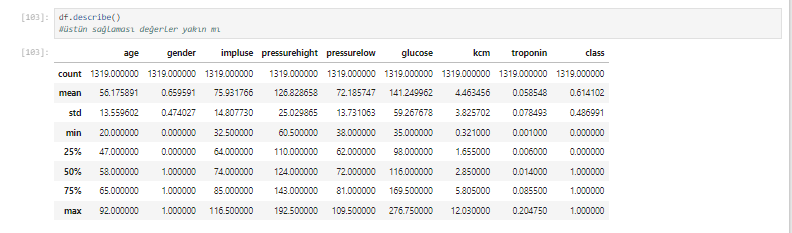 [103]: df.describe()
#üstün sağlaması değerler yakın mı
[103]: age gender impluse pressurehight pressurelow glucose kcm troponin class
count 1319.000000 1319.000000 1319.000000 1319.000000 1319.000000 1319.000000 1319.000000 1319.000000 1319.000000
mean 56.175891 0.659591 75.931766 126.828658 72.185747 141.249962 4.463456 0.058548 0.614102
std 13.559602 0.474027 14.807730 25.029865 13.731063 59.267678 3.825702 0.078493 0.486991
min 20.000000 0.000000 32.500000 60.500000 38.000000 35.000000 0.321000 0.001000 0.000000
25% 47.000000 0.000000 64.000000 110.000000 62.000000 98.000000 1.655000 0.006000 0.000000
50% 58.000000 1.000000 74.000000 124.000000 72.000000 116.000000 2.850000 0.014000 1.000000
75% 65.000000 1.000000 85.000000 143.000000 81.000000 169.500000 5.805000 0.085500 1.000000
max 92.000000 1.000000 116.500000 192.500000 109.500000 276.750000 12.030000 0.204750 1.000000